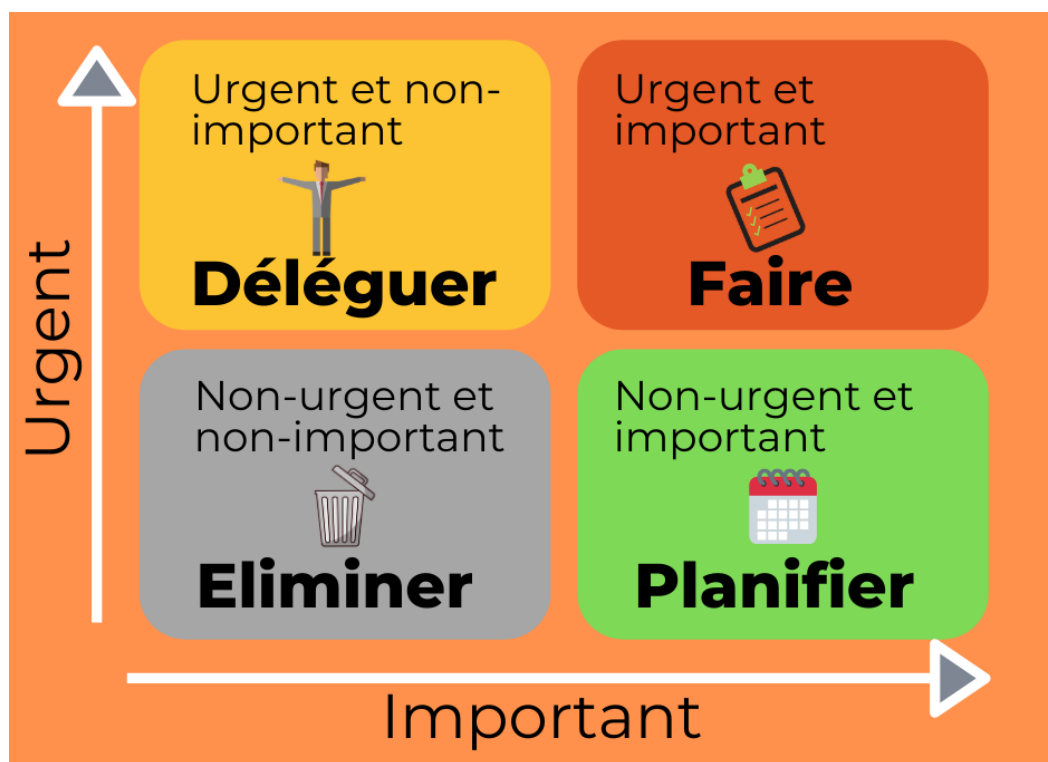 Urgent et non-
important
Déléguer
Urgent et
important
Faire
Urgent
Non-urgent et
non-important
Eliminer
Non-urgent et
important
Planifier
Important